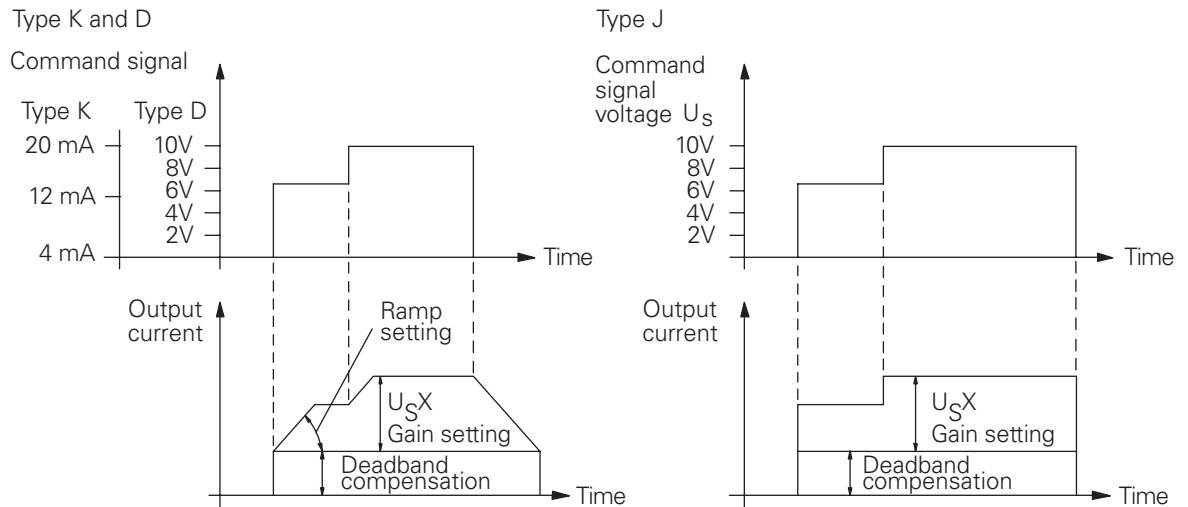 Type K and D
Command signal
Type K
Type D
20 mA
12 mA
4 mA
10V
8V
6V
4V
2V
Time
Output
current
Ramp
setting
USX
Gain setting
Deadband
compensation
Time
Type J
Command
signal
voltage US
10V
8V
6V
4V
2V
Time
Output
current
USX
Gain setting
Deadband
compensation
Time